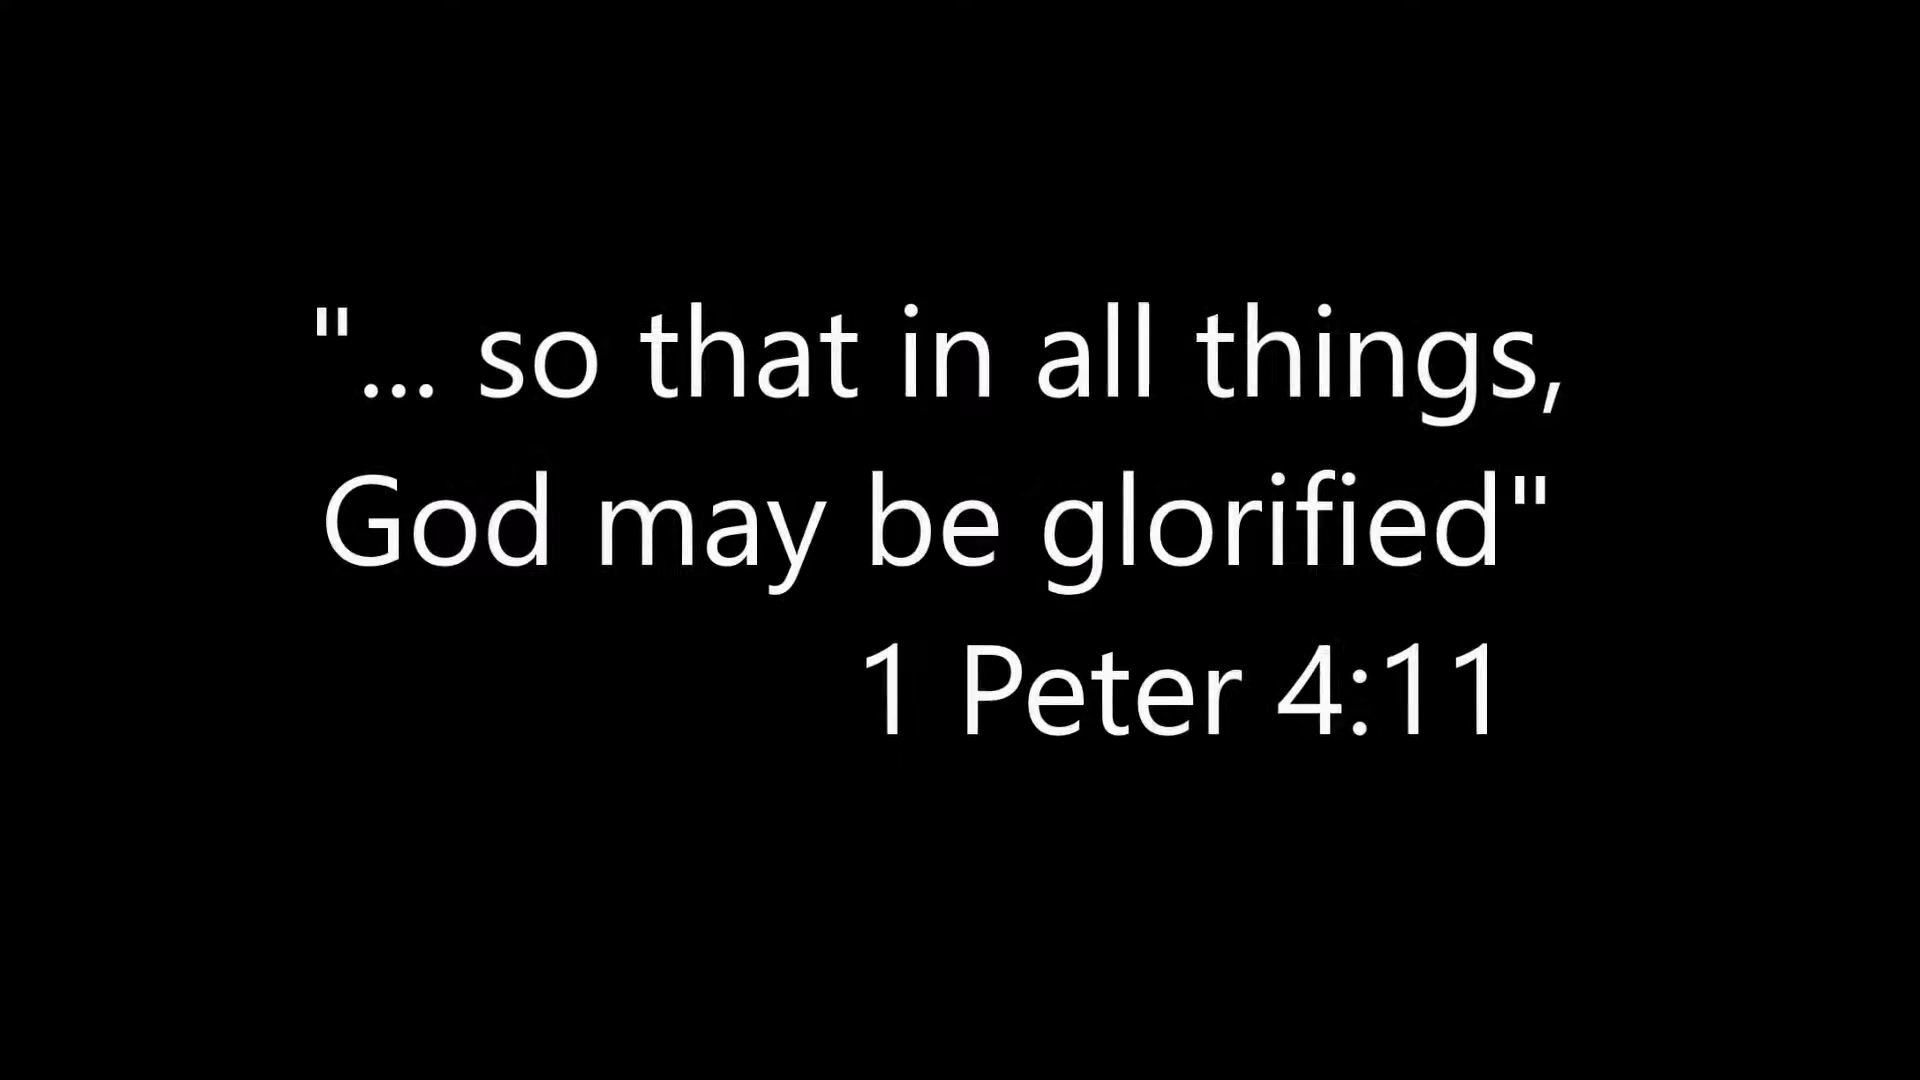 "... so that in all things,
God may be glorified"
1 Peter 4:11